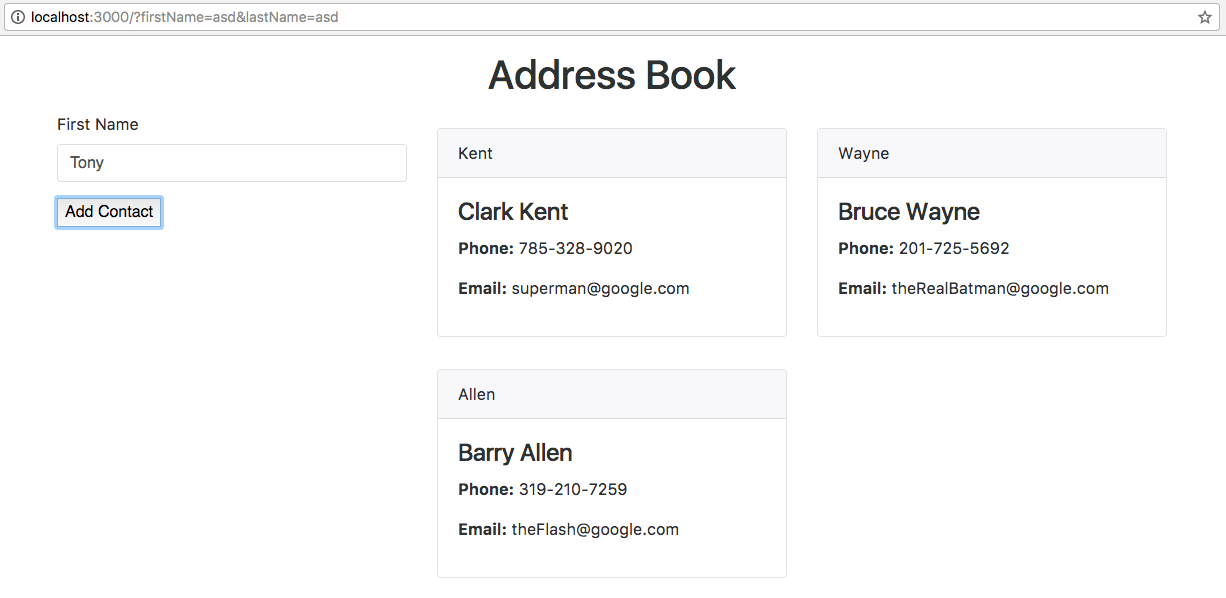 localhost:3000/?firstName=asd&lastName=asd
Address Book
First Name
Tony
Add Contact
Kent
Clark Kent
Phone: 785-328-9020
Email: superman@google.com
Wayne
Bruce Wayne
Phone: 201-725-5692
Email: theRealBatman@google.com
Allen
Barry Allen
Phone: 319-210-7259
Email: theFlash@google.com